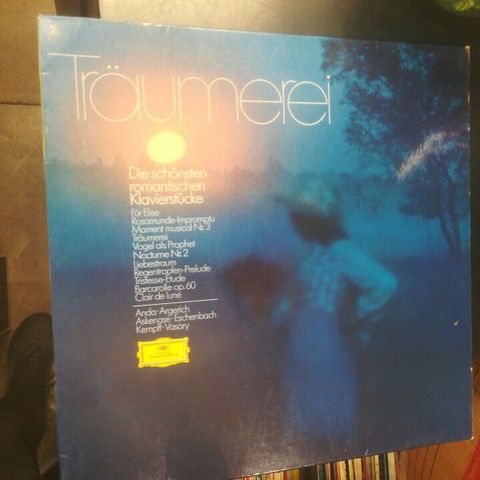 Träumerei
Die schönsten
romantischen
Klavierstücke
Für Elise
Rosamunde-Impromptu
Moment musical Nr. 3
Träumerei
Vogel als Prophet
Nocturne Nr. 2
Liebestraum
Regentropfen-Prelude
Tristesse-Etude
Barcarolle op. 60
Clair de lune
Anda · Argerich
Askenase · Eschenbach
Kempff · Vasary